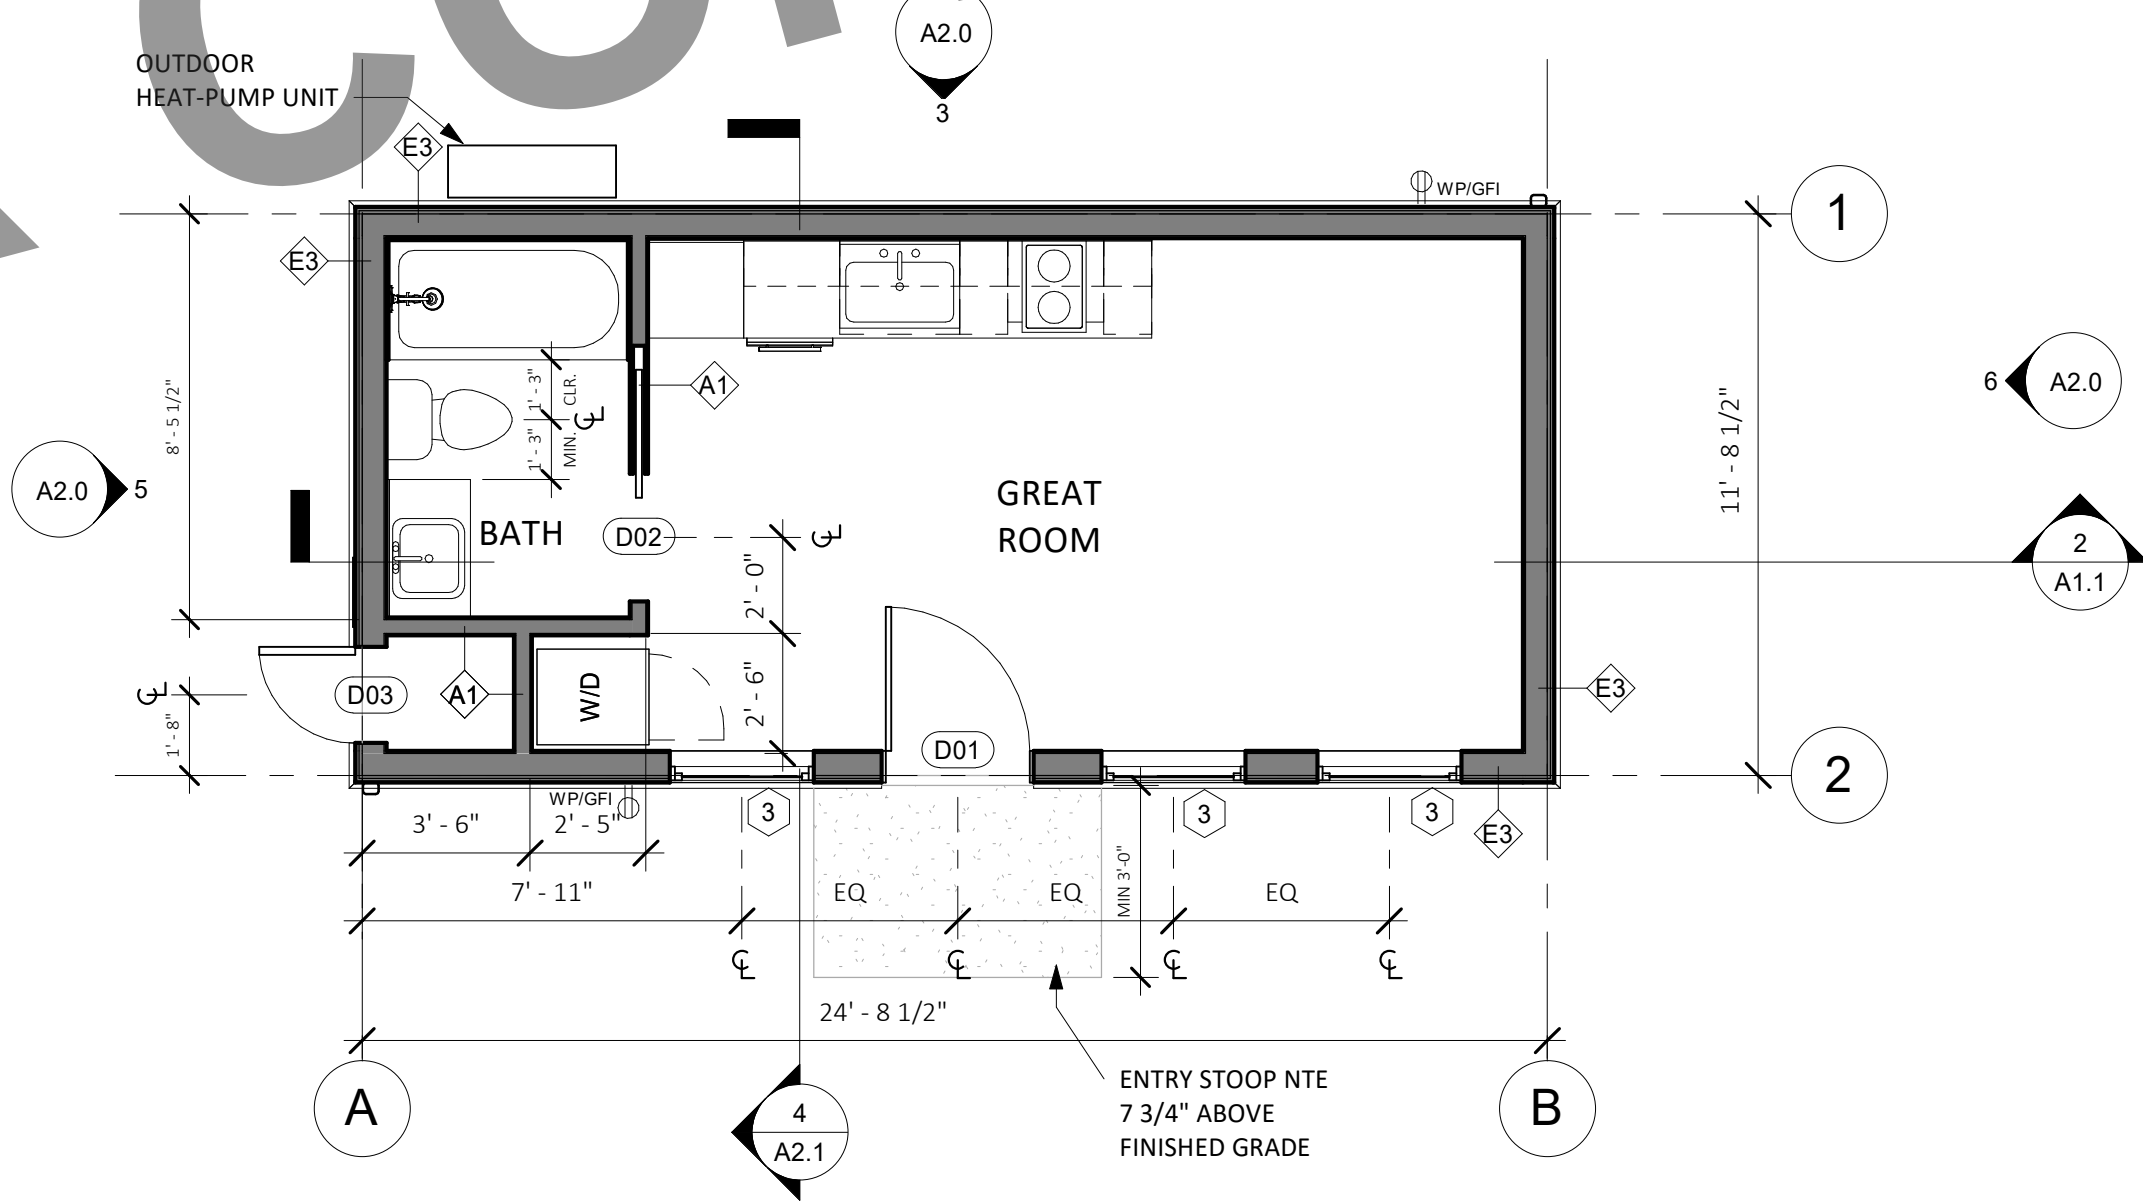 A2.0
3
OUTDOOR
HEAT-PUMP UNIT
E3
WP/GFI
1
E3
8' - 5 1/2"
1' - 3"
CLR.
℄
1' - 3"
MIN.
A1
6
A2.0
11' - 8 1/2"
A2.0
5
BATH
D02
℄
GREAT
ROOM
2' - 0"
2
A1.1
℄
D03
A1
W/D
2' - 6"
1' - 8"
D01
E3
2
WP/GFI
3
3
3
E3
3' - 6"
2' - 5"
7' - 11"
EQ
EQ
EQ
MIN 3'-0"
℄
℄
℄
℄
24' - 8 1/2"
A
B
4
A2.1
ENTRY STOOP NTE
7 3/4" ABOVE
FINISHED GRADE